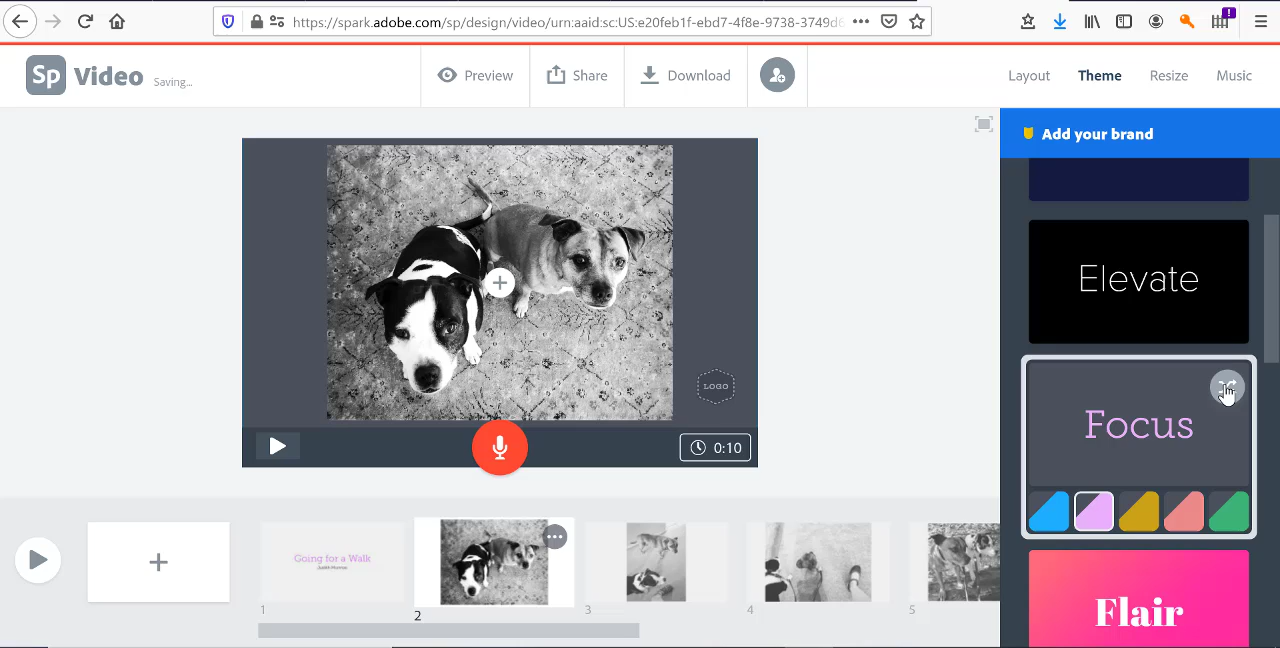 https://spark.adobe.com/sp/design/video/urn:aaid:sc:US:e20feb1f-ebd7-4f8e-9738-3749d6
Sp Video Saving... Preview Share Download Layout Theme Resize Music
Add your brand
Elevate
LOGO
Focus
0:10
Going for a Walk
Flair
1 2 3 4 5